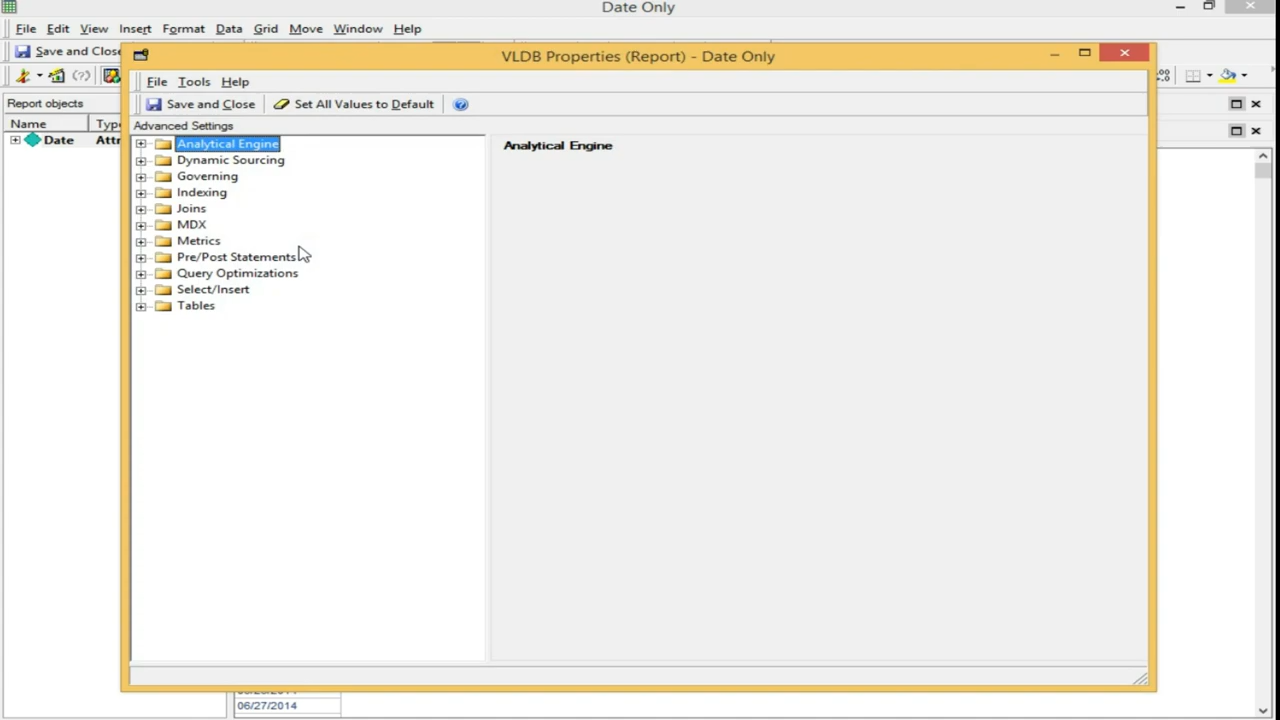 Date Only
File Edit View Insert Format Data Grid Move Window Help
Save and Close
VLDB Properties (Report) - Date Only
File Tools Help
Save and Close Set All Values to Default
Report objects
Name Type
Date Attr
Advanced Settings
Analytical Engine
Dynamic Sourcing
Governing
Indexing
Joins
MDX
Metrics
Pre/Post Statements
Query Optimizations
Select/Insert
Tables
Analytical Engine
06/27/2014